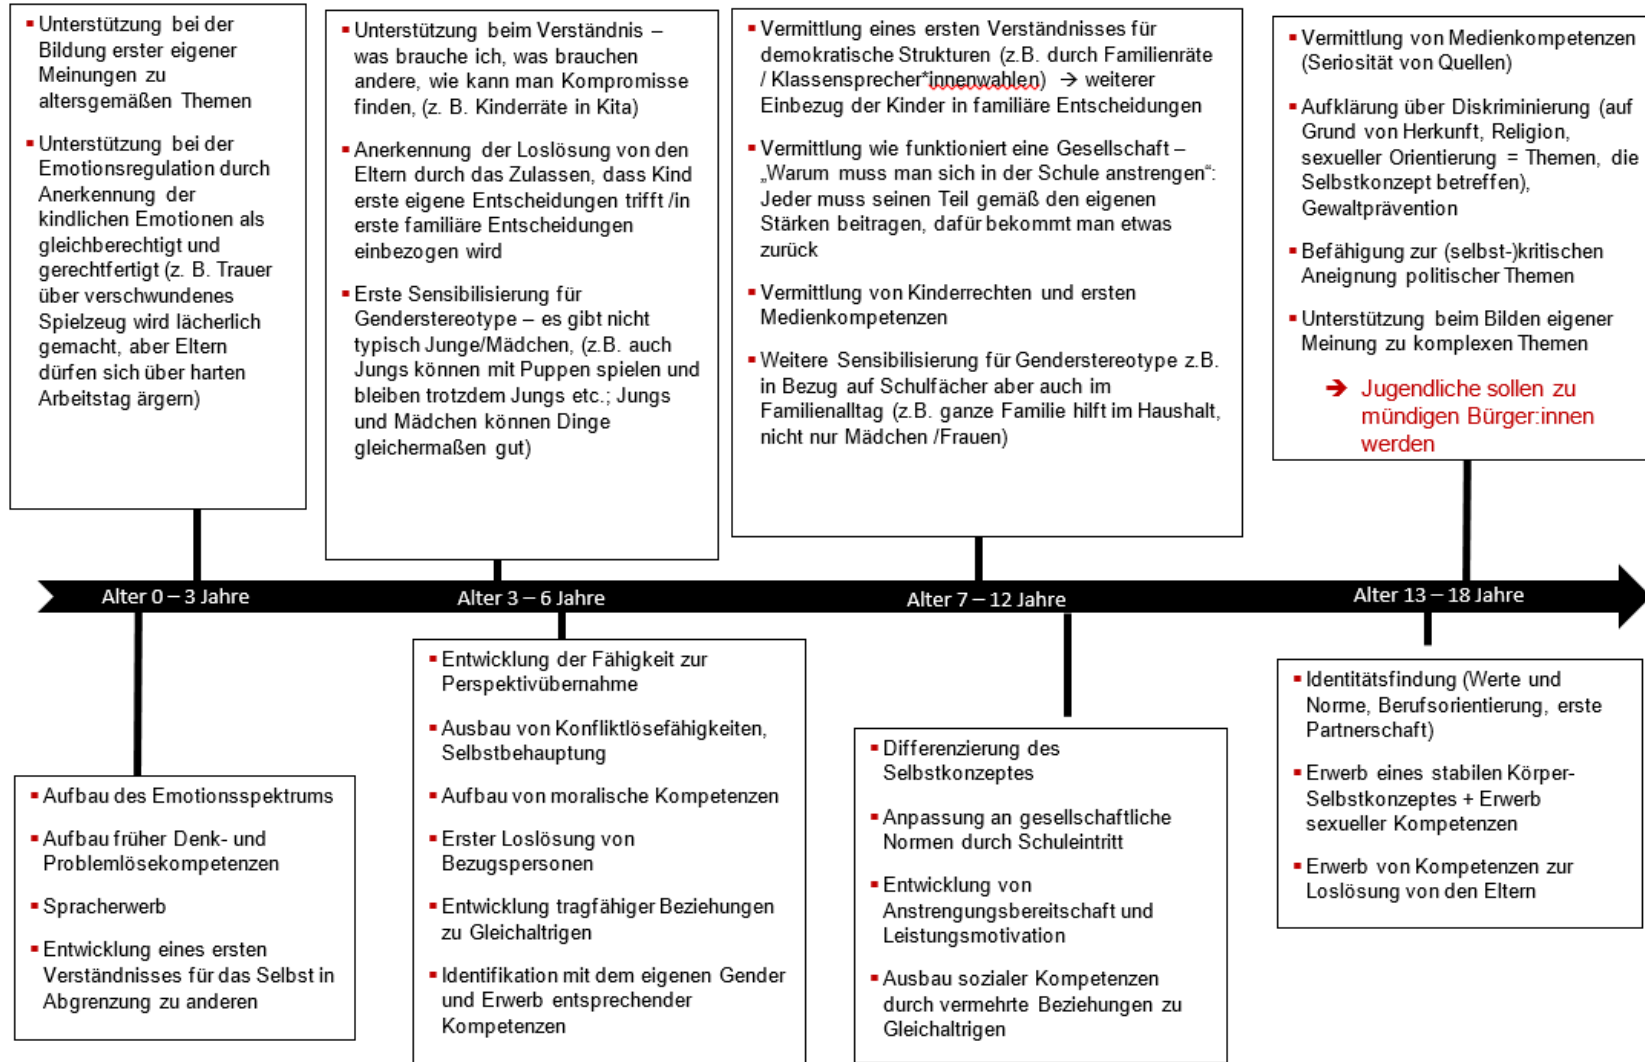 Unterstützung bei der
Bildung erster eigener
Meinungen zu
altersgemäßen Themen
Unterstützung bei der
Emotionsregulation durch
Anerkennung der
kindlichen Emotionen als
gleichberechtigt und
gerechtfertigt (z. B. Trauer
über verschwundenes
Spielzeug wird lächerlich
gemacht, aber Eltern
dürfen sich über harten
Arbeitstag ärgern)
Unterstützung beim Verständnis –
was brauche ich, was brauchen
andere, wie kann man Kompromisse
finden, (z. B. Kinderräte in Kita)
Anerkennung der Loslösung von den
Eltern durch das Zulassen, dass Kind
erste eigene Entscheidungen trifft /in
erste familiäre Entscheidungen
einbezogen wird
Erste Sensibilisierung für
Genderstereotype – es gibt nicht
typisch Junge/Mädchen, (z.B. auch
Jungs können mit Puppen spielen und
bleiben trotzdem Jungs etc.; Jungs
und Mädchen können Dinge
gleichermaßen gut)
Vermittlung eines ersten Verständnisses für
demokratische Strukturen (z.B. durch Familienräte
/ Klassensprecher*innenwahlen) → weiterer
Einbezug der Kinder in familiäre Entscheidungen
Vermittlung wie funktioniert eine Gesellschaft –
„Warum muss man sich in der Schule anstrengen“:
Jeder muss seinen Teil gemäß den eigenen
Stärken beitragen, dafür bekommt man etwas
zurück
Vermittlung von Kinderrechten und ersten
Medienkompetenzen
Weitere Sensibilisierung für Genderstereotype z.B.
in Bezug auf Schulfächer aber auch im
Familienalltag (z.B. ganze Familie hilft im Haushalt,
nicht nur Mädchen /Frauen)
Vermittlung von Medienkompetenzen
(Seriosität von Quellen)
Aufklärung über Diskriminierung (auf
Grund von Herkunft, Religion,
sexueller Orientierung = Themen, die
Selbstkonzept betreffen),
Gewaltprävention
Befähigung zur (selbst-)kritischen
Aneignung politischer Themen
Unterstützung beim Bilden eigener
Meinung zu komplexen Themen
➔ Jugendliche sollen zu
mündigen Bürger:innen
werden
Alter 0 – 3 Jahre
Alter 3 – 6 Jahre
Alter 7 – 12 Jahre
Alter 13 – 18 Jahre
Aufbau des Emotionsspektrums
Aufbau früher Denk- und
Problemlösekompetenzen
Spracherwerb
Entwicklung eines ersten
Verständnisses für das Selbst in
Abgrenzung zu anderen
Entwicklung der Fähigkeit zur
Perspektivübernahme
Ausbau von Konfliktlösefähigkeiten,
Selbstbehauptung
Aufbau von moralische Kompetenzen
Erster Loslösung von
Bezugspersonen
Entwicklung tragfähiger Beziehungen
zu Gleichaltrigen
Identifikation mit dem eigenen Gender
und Erwerb entsprechender
Kompetenzen
Differenzierung des
Selbstkonzeptes
Anpassung an gesellschaftliche
Normen durch Schuleintritt
Entwicklung von
Anstrengungsbereitschaft und
Leistungsmotivation
Ausbau sozialer Kompetenzen
durch vermehrte Beziehungen zu
Gleichaltrigen
Identitätsfindung (Werte und
Norme, Berufsorientierung, erste
Partnerschaft)
Erwerb eines stabilen Körper-
Selbstkonzeptes + Erwerb
sexueller Kompetenzen
Erwerb von Kompetenzen zur
Loslösung von den Eltern